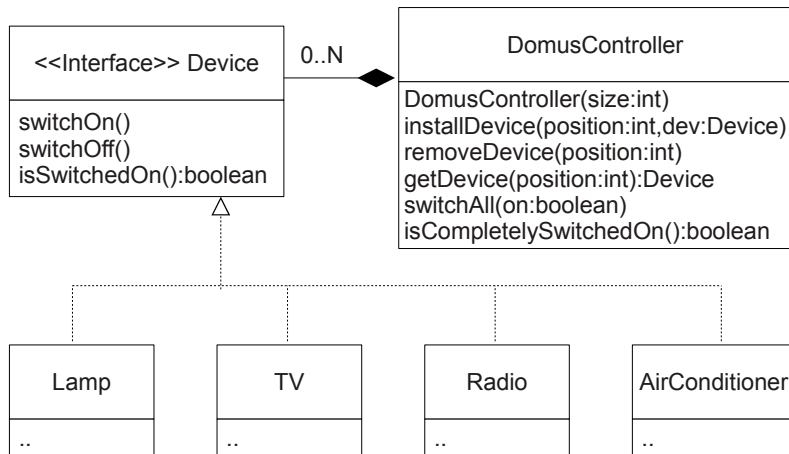 <<Interface>> Device
0..N
DomusController
switchOn()
switchOff()
isSwitchedOn():boolean
DomusController(size:int)
installDevice(position:int,dev:Device)
removeDevice(position:int)
getDevice(position:int):Device
switchAll(on:boolean)
isCompletelySwitchedOn():boolean
Lamp
..
TV
..
Radio
..
AirConditioner
..